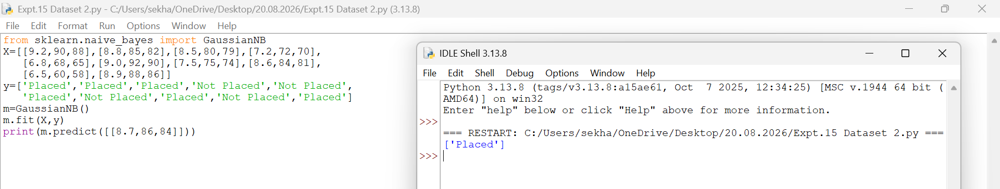 Expt.15 Dataset 2.py - C:/Users/sekha/OneDrive/Desktop/20.08.2026/Expt.15 Dataset 2.py (3.13.8)
File Edit Format Run Options Window Help
from sklearn.naive_bayes import GaussianNB
X=[[9.2,90,88],[8.8,85,82],[8.5,80,79],[7.2,72,70],
   [6.8,68,65],[9.0,92,90],[7.5,75,74],[8.6,84,81],
   [6.5,60,58],[8.9,88,86]]
y=['Placed','Placed','Placed','Not Placed','Not Placed',
   'Placed','Not Placed','Placed','Not Placed','Placed']
m=GaussianNB()
m.fit(X,y)
print(m.predict([[8.7,86,84]]))
IDLE Shell 3.13.8
File Edit Shell Debug Options Window Help
Python 3.13.8 (tags/v3.13.8:a15ae61, Oct  7 2025, 12:34:25) [MSC v.1944 64 bit (
AMD64)] on win32
Enter "help" below or click "Help" above for more information.
>>>
=== RESTART: C:/Users/sekha/OneDrive/Desktop/20.08.2026/Expt.15 Dataset 2.py ===
['Placed']
>>>